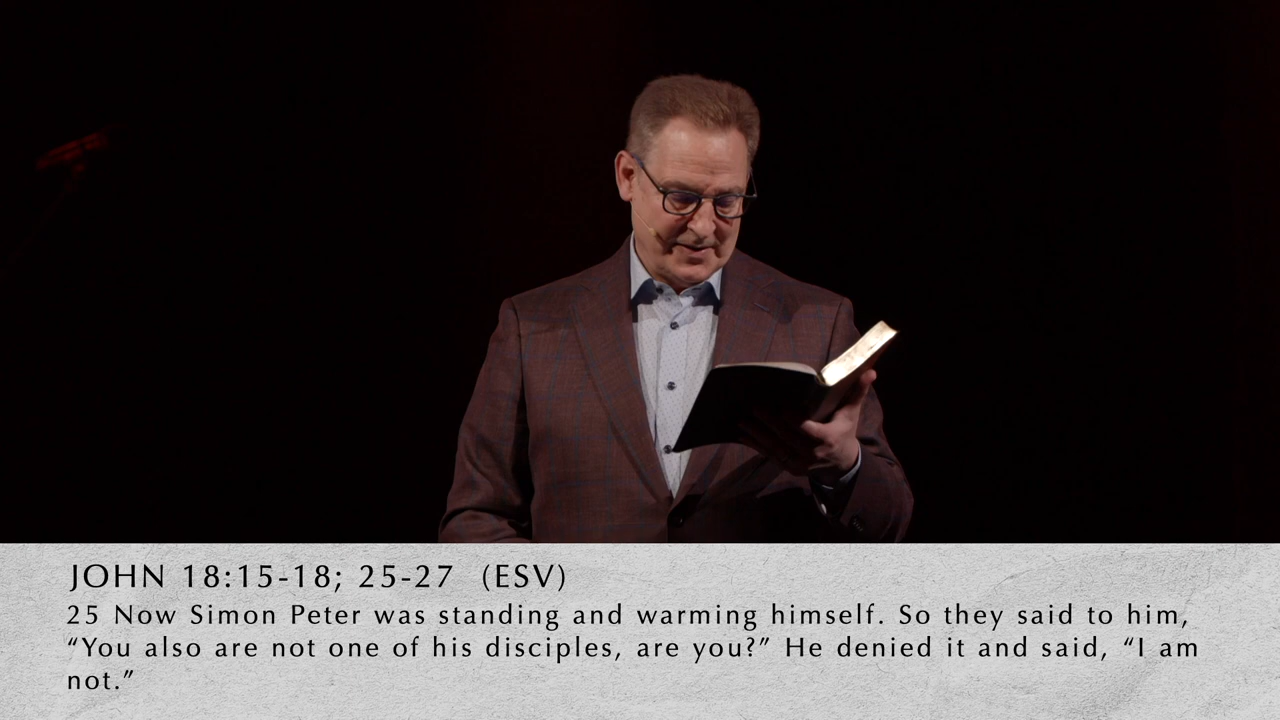 JOHN 18:15-18; 25-27 (ESV)
25 Now Simon Peter was standing and warming himself. So they said to him,
“You also are not one of his disciples, are you?” He denied it and said, “I am
not.”